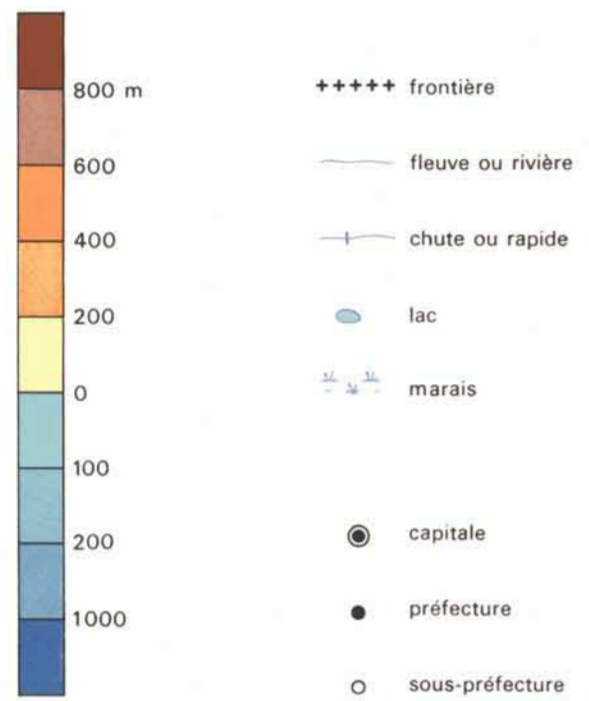 800 m
600
400
200
0
100
200
1000
+++++ frontière
fleuve ou rivière
chute ou rapide
lac
marais
capitale
préfecture
sous-préfecture